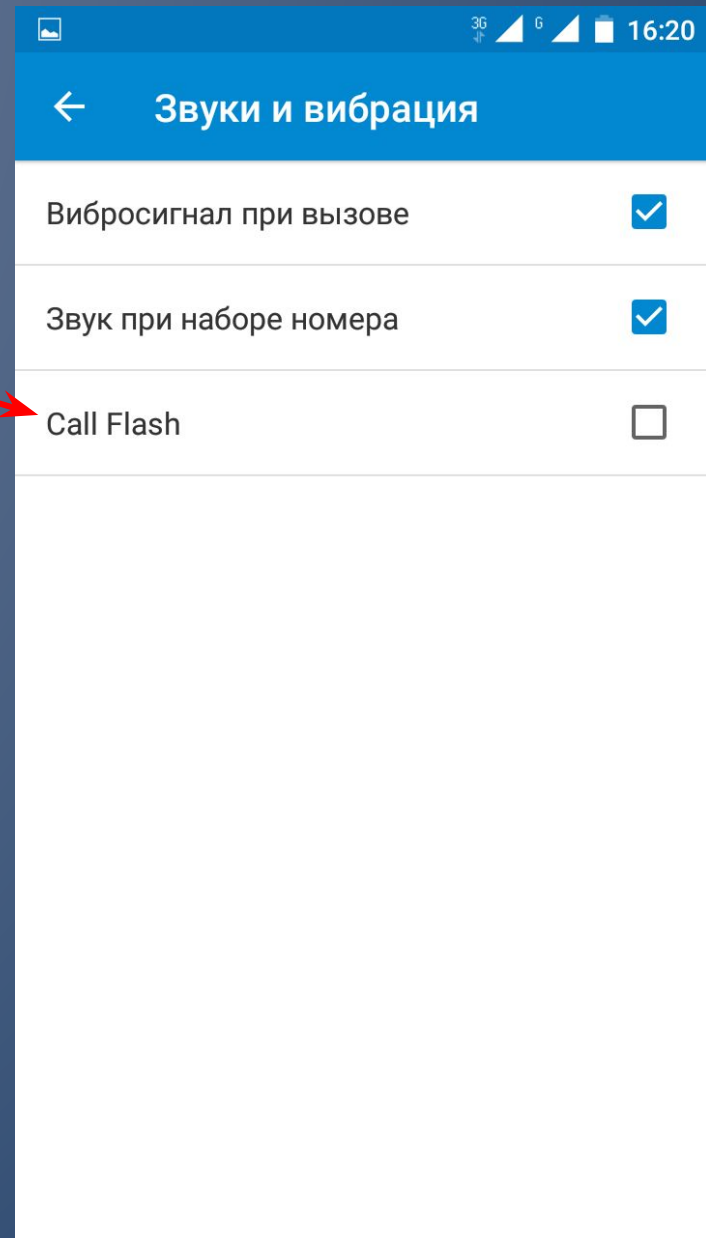 3G G 16:20
Звуки и вибрация
Вибросигнал при вызове
Звук при наборе номера
Call Flash